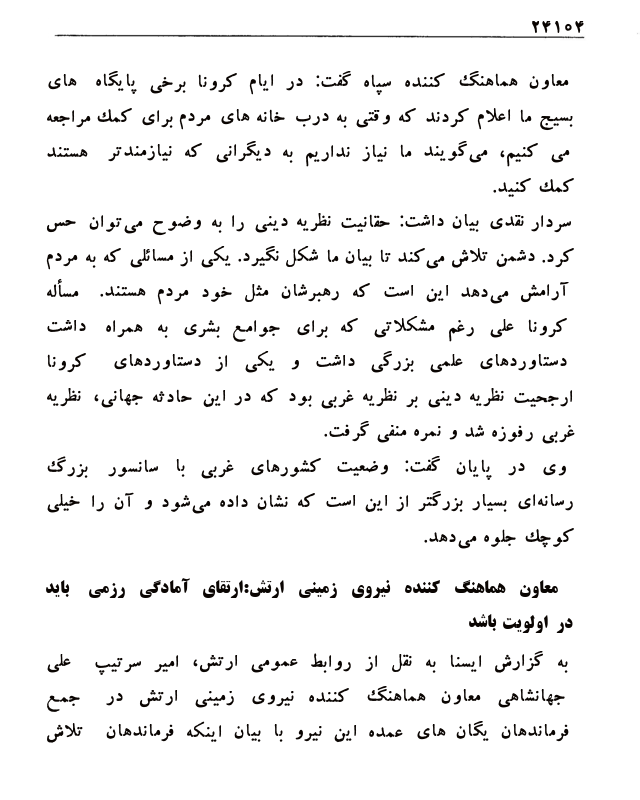 ۲۴۱۰۴
معاون هماهنگ کننده سپاه گفت: در ایام کرونا برخی پایگاه های
بسیج ما اعلام کردند که وقتی به درب خانه های مردم برای کمک مراجعه
می کنیم، می‌گویند ما نیاز نداریم به دیگرانی که نیازمندتر هستند
کمک کنید.
سردار نقدی بیان داشت: حقانیت نظریه دینی را به وضوح می‌توان حس
کرد. دشمن تلاش می‌کند تا بیان ما شکل نگیرد. یکی از مسائلی که به مردم
آرامش می‌دهد این است که رهبرشان مثل خود مردم هستند. مسأله
کرونا علی رغم مشکلاتی که برای جوامع بشری به همراه داشت
دستاوردهای علمی بزرگی داشت و یکی از دستاوردهای کرونا
ارجحیت نظریه دینی بر نظریه غربی بود که در این حادثه جهانی، نظریه
غربی رفوزه شد و نمره منفی گرفت.
وی در پایان گفت: وضعیت کشورهای غربی با سانسور بزرگ
رسانه‌ای بسیار بزرگتر از این است که نشان داده می‌شود و آن را خیلی
کوچک جلوه می‌دهد.
معاون هماهنگ کننده نیروی زمینی ارتش:ارتقای آمادگی رزمی باید
در اولویت باشد
به گزارش ایسنا به نقل از روابط عمومی ارتش، امیر سرتیپ علی
جهانشاهی معاون هماهنگ کننده نیروی زمینی ارتش در جمع
فرماندهان یگان های عمده این نیرو با بیان اینکه فرماندهان تلاش